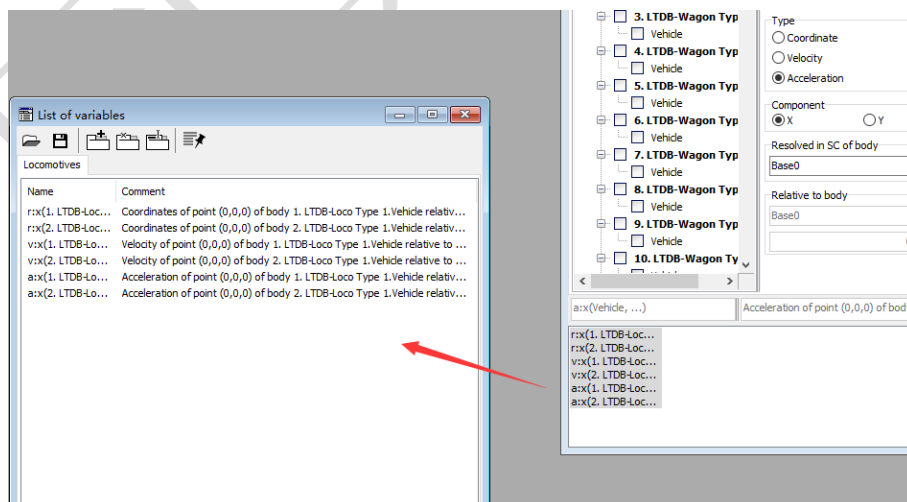 List of variables
Locomotives
Name Comment
r:x(1. LTDB-Loc... Coordinates of point (0,0,0) of body 1. LTDB-Loco Type 1.Vehicle relativ...
r:x(2. LTDB-Loc... Coordinates of point (0,0,0) of body 2. LTDB-Loco Type 1.Vehicle relativ...
v:x(1. LTDB-Lo... Velocity of point (0,0,0) of body 1. LTDB-Loco Type 1.Vehicle relative to ...
v:x(2. LTDB-Lo... Velocity of point (0,0,0) of body 2. LTDB-Loco Type 1.Vehicle relative to ...
a:x(1. LTDB-Lo... Acceleration of point (0,0,0) of body 1. LTDB-Loco Type 1.Vehicle relativ...
a:x(2. LTDB-Lo... Acceleration of point (0,0,0) of body 2. LTDB-Loco Type 1.Vehicle relativ...
3. LTDB-Wagon Typ
Vehicle
4. LTDB-Wagon Typ
Vehicle
5. LTDB-Wagon Typ
Vehicle
6. LTDB-Wagon Typ
Vehicle
7. LTDB-Wagon Typ
Vehicle
8. LTDB-Wagon Typ
Vehicle
9. LTDB-Wagon Typ
Vehicle
10. LTDB-Wagon Ty
Type
Coordinate
Velocity
Acceleration
Component
X Y
Resolved in SC of body
Base0
Relative to body
Base0
a:x(Vehicle, ...) Acceleration of point (0,0,0) of bod
r:x(1. LTDB-Loc...
r:x(2. LTDB-Loc...
v:x(1. LTDB-Loc...
v:x(2. LTDB-Loc...
a:x(1. LTDB-Loc...
a:x(2. LTDB-Loc...